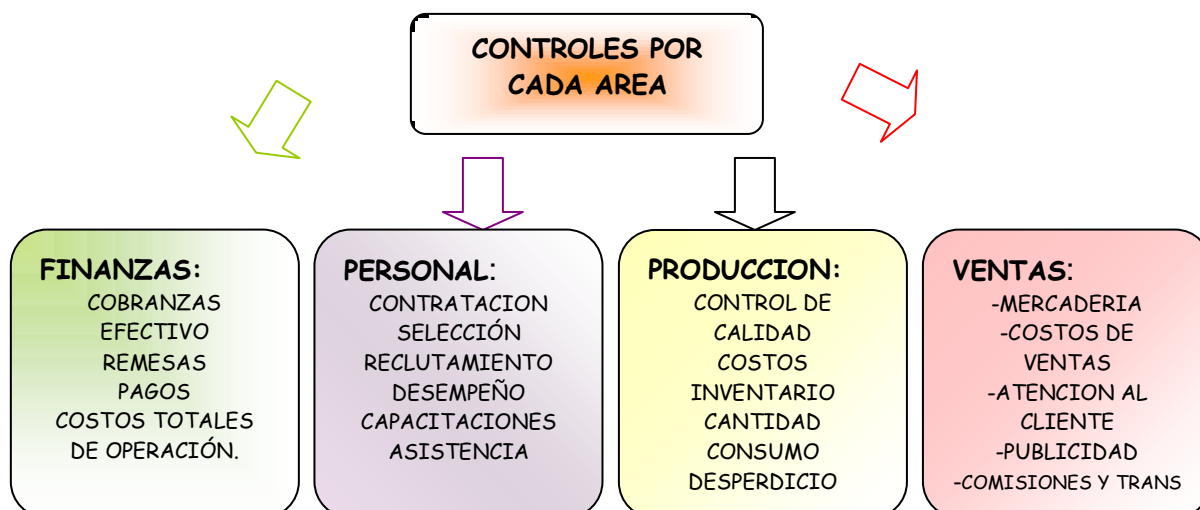 CONTROLES POR
CADA AREA
FINANZAS:
COBRANZAS
EFECTIVO
REMESAS
PAGOS
COSTOS TOTALES
DE OPERACIÓN.
PERSONAL:
CONTRATACION
SELECCIÓN
RECLUTAMIENTO
DESEMPEÑO
CAPACITACIONES
ASISTENCIA
PRODUCCION:
CONTROL DE
CALIDAD
COSTOS
INVENTARIO
CANTIDAD
CONSUMO
DESPERDICIO
VENTAS:
-MERCADERIA
-COSTOS DE
VENTAS
-ATENCION AL
CLIENTE
-PUBLICIDAD
-COMISIONES Y TRANS